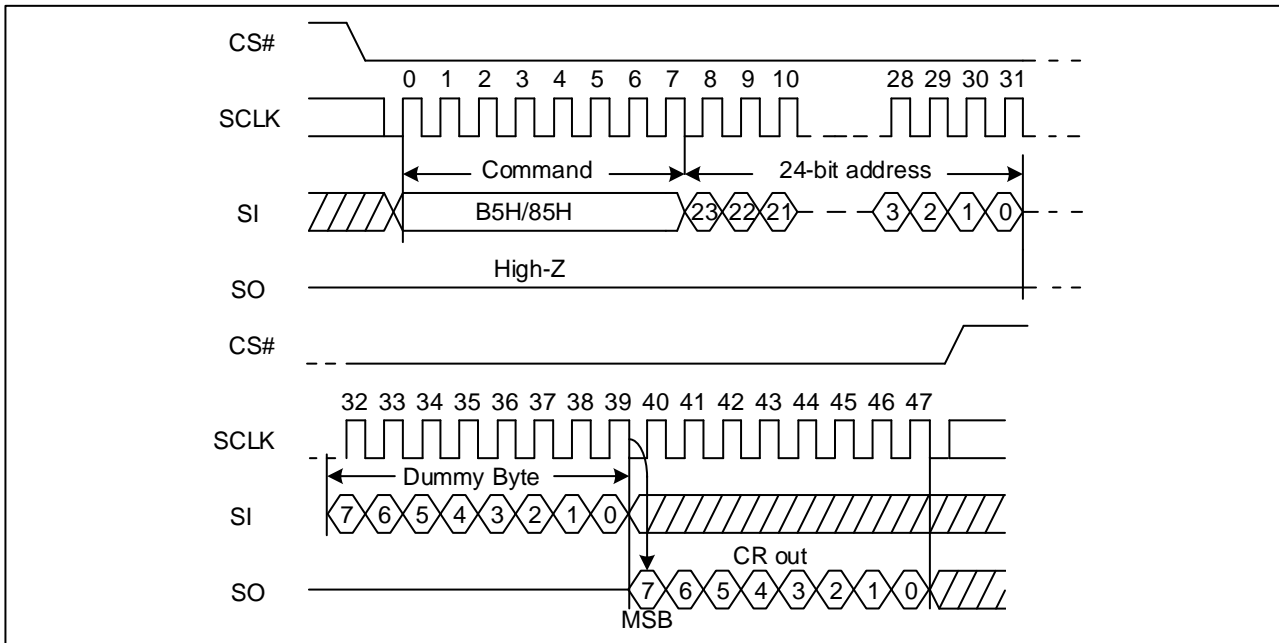 CS#
0 1 2 3 4 5 6 7 8 9 10 28 29 30 31
SCLK
Command 24-bit address
SI B5H/85H 23 22 21 3 2 1 0
High-Z
SO
CS#
32 33 34 35 36 37 38 39 40 41 42 43 44 45 46 47
SCLK
Dummy Byte
SI 7 6 5 4 3 2 1 0
CR out
SO 7 6 5 4 3 2 1 0
MSB